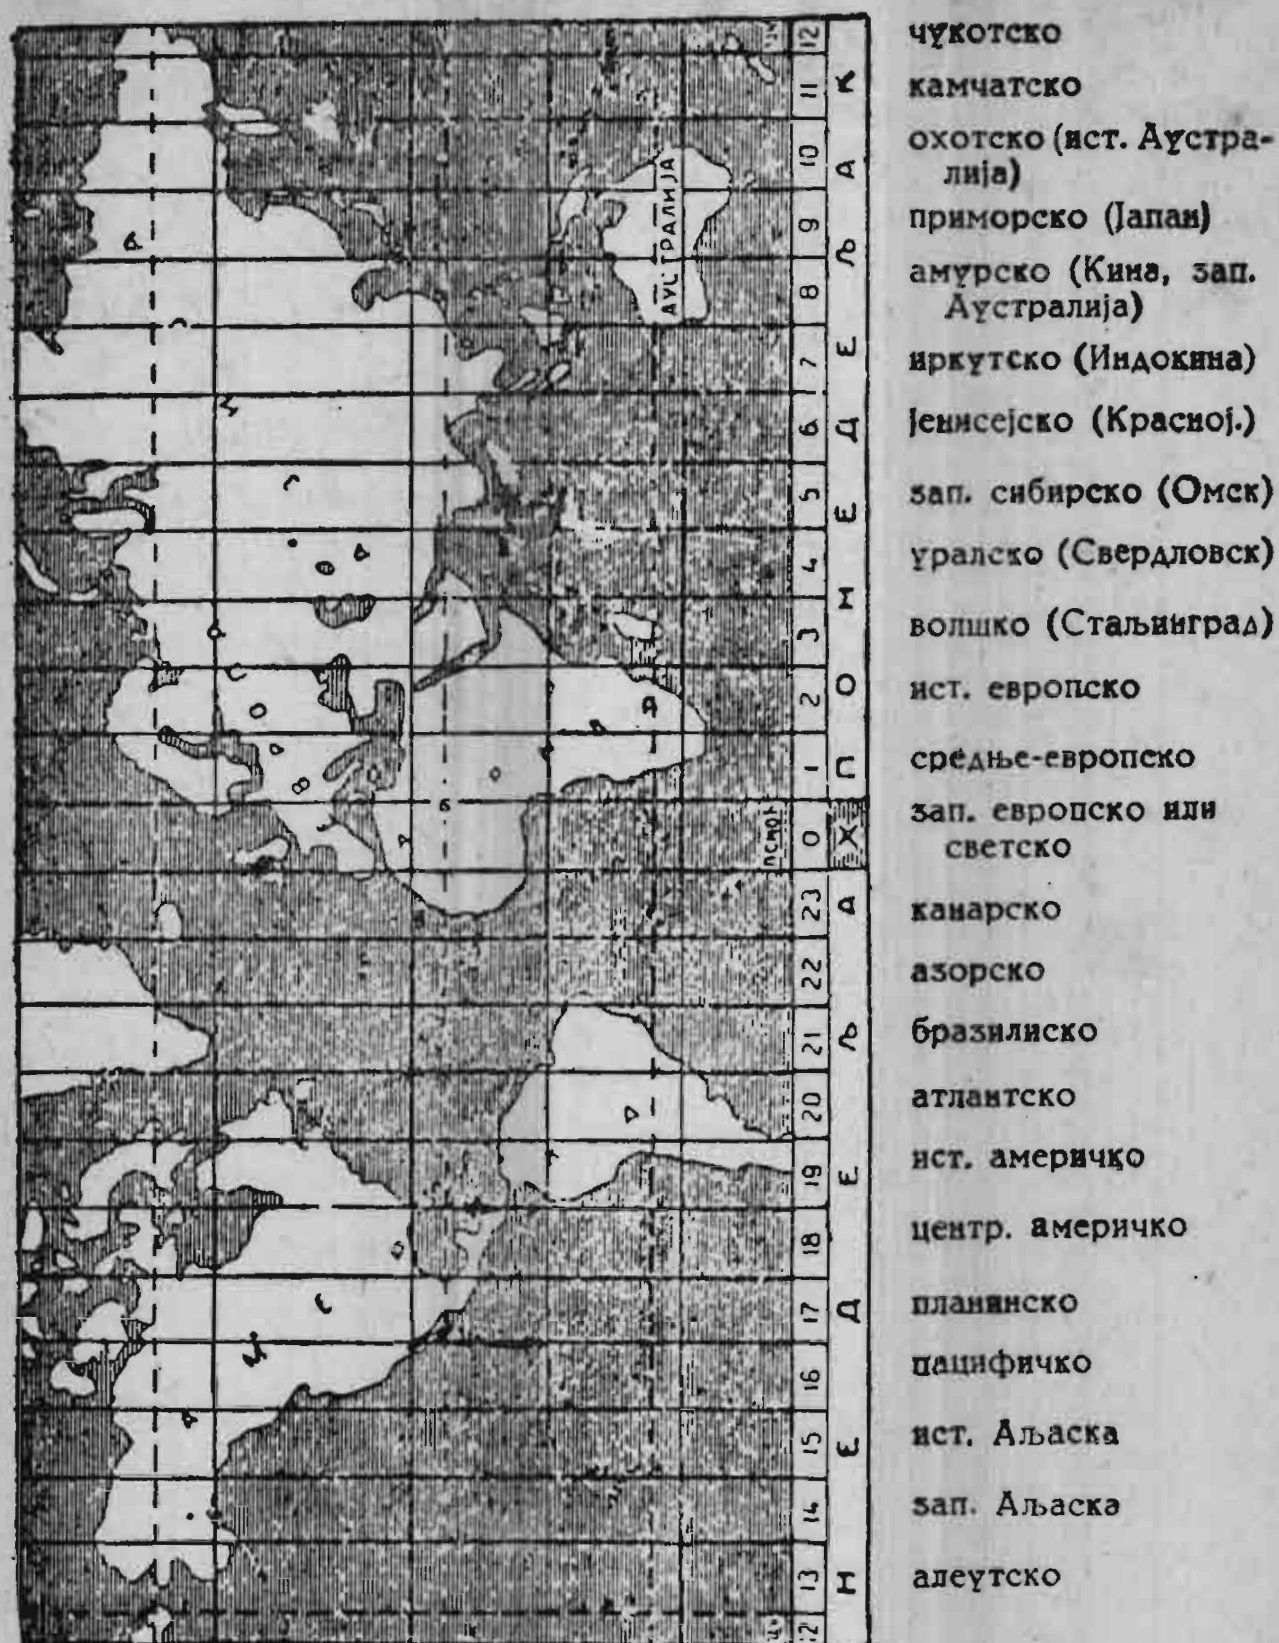 чукотско
камчатско
охотско (ист. Аустра-
лија)
приморско (Јапан)
амурско (Кина, зап.
Аустралија)
иркутско (Индокина)
јенисејско (Красној.)
зап. сибирско (Омск)
уралско (Свердловск)
волшко (Стаљинград)
ист. европско
средње-европско
зап. европско или
светско
канарско
азорско
бразилиско
атлантско
ист. америчко
центр. америчко
планинско
пацифичко
ист. Аљаска
зап. Аљаска
алеутско
12
11
10
9
8
7
6
5
4
3
2
1
0
23
22
21
20
19
18
17
16
15
14
13
12
НЕДЕЉА
ПОНЕДЕЉАК
АУСТРАЛИЈА